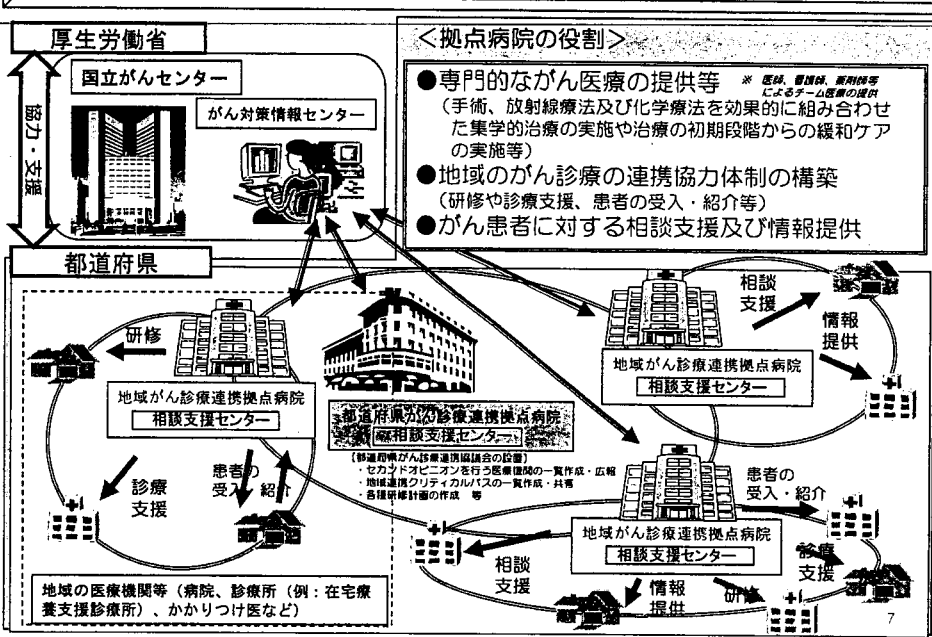 厚生労働省
協力・支援
国立がんセンター
がん対策情報センター
＜拠点病院の役割＞
●専門的ながん医療の提供等 ※ 医師、看護師、薬剤師等
によるチーム医療の提供
（手術、放射線療法及び化学療法を効果的に組み合わせ
た集学的治療の実施や治療の初期段階からの緩和ケア
の実施等）
●地域のがん診療の連携協力体制の構築
（研修や診療支援、患者の受入・紹介等）
●がん患者に対する相談支援及び情報提供
都道府県
研修
地域がん診療連携拠点病院
相談支援センター
診療
支援
患者の
受入・紹介
地域の医療機関等（病院、診療所（例：在宅療
養支援診療所）、かかりつけ医など）
都道府県がん診療連携拠点病院
相談支援センター
【都道府県がん診療連携協議会の設置】
・セカンドオピニオンを行う医療機関の一覧作成・広報
・地域連携クリティカルパスの一覧作成・共有
・各種研修計画の作成　等
相談
支援
情報
提供
地域がん診療連携拠点病院
相談支援センター
患者の
受入・紹介
地域がん診療連携拠点病院
相談支援センター
相談
支援
情報
提供
研修
診療
支援
7